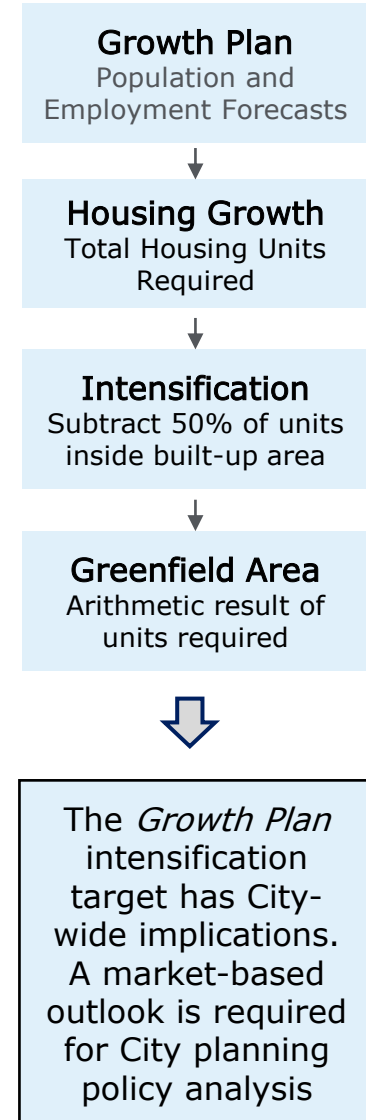 Growth Plan
Population and
Employment Forecasts
Housing Growth
Total Housing Units
Required
Intensification
Subtract 50% of units
inside built-up area
Greenfield Area
Arithmetic result of
units required
The Growth Plan
intensification
target has City-
wide implications.
A market-based
outlook is required
for City planning
policy analysis